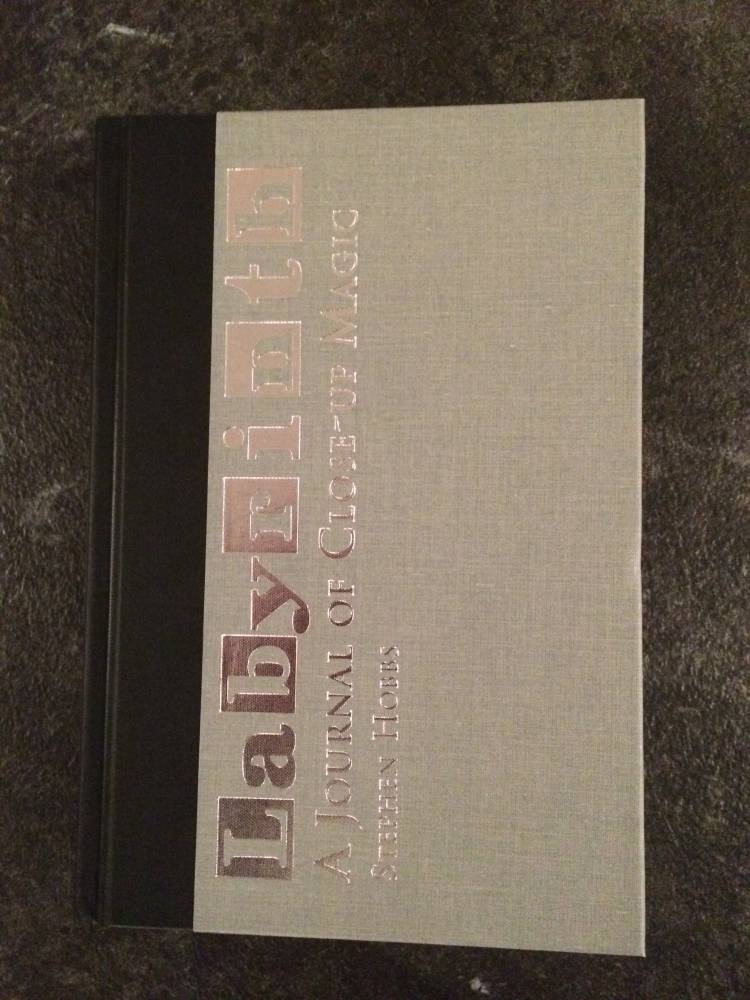 Labyrinth
A Journal of Close-up Magic
Stephen Hobbs